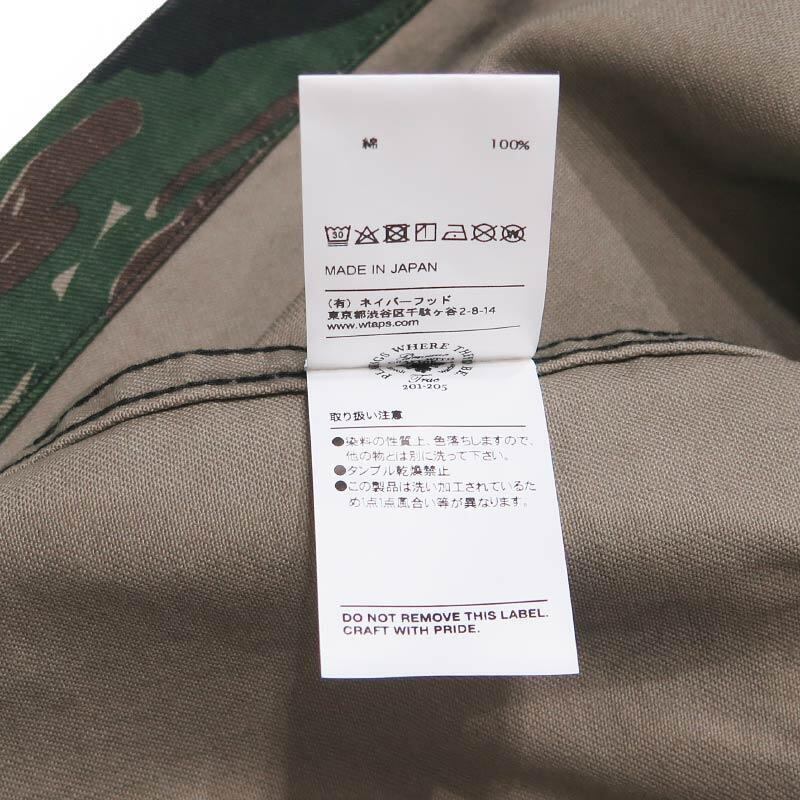 綿 100%
30
MADE IN JAPAN
(有) ネイバーフッド
東京都渋谷区千駄ヶ谷2-8-14
www.wtaps.com
WHERE
201-205
取り扱い注意
●染料の性質上、色落ちしますので、
他の物とは別に洗って下さい。
●タンブル乾燥禁止
●この製品は洗い加工されているため
1点1点風合い等が異なります。
DO NOT REMOVE THIS LABEL.
CRAFT WITH PRIDE.